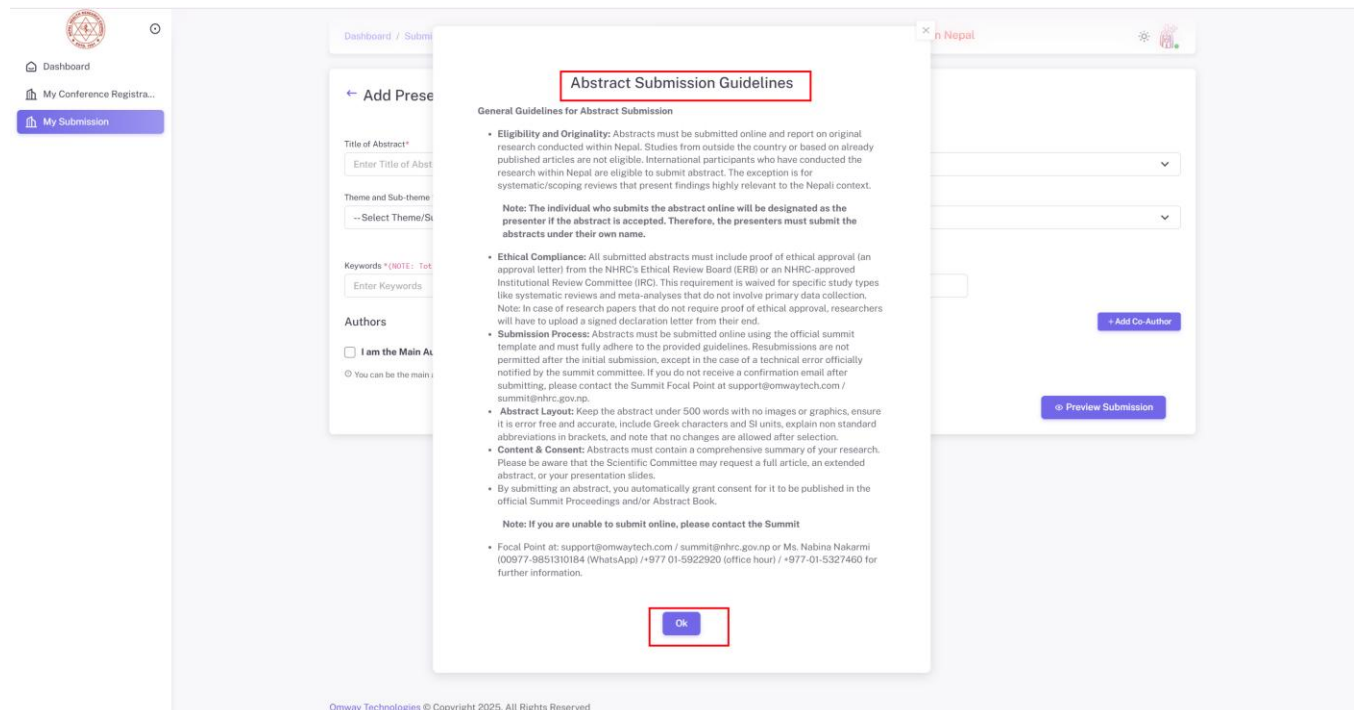 Dashboard
My Conference Registra...
My Submission
Dashboard / Submi
n Nepal
← Add Prese
Title of Abstract*
Enter Title of Abst
Theme and Sub-theme
--Select Theme/Su
Keywords *(NOTE: Tot
Enter Keywords
Authors
+Add Co-Author
I am the Main Au
You can be the main a
Preview Submission
×
Abstract Submission Guidelines
General Guidelines for Abstract Submission
• Eligibility and Originality: Abstracts must be submitted online and report on original
research conducted within Nepal. Studies from outside the country or based on already
published articles are not eligible. International participants who have conducted the
research within Nepal are eligible to submit abstract. The exception is for
systematic/scoping reviews that present findings highly relevant to the Nepali context.
Note: The individual who submits the abstract online will be designated as the
presenter if the abstract is accepted. Therefore, the presenters must submit the
abstracts under their own name.
• Ethical Compliance: All submitted abstracts must include proof of ethical approval (an
approval letter) from the NHRC's Ethical Review Board (ERB) or an NHRC-approved
Institutional Review Committee (IRC). This requirement is waived for specific study types
like systematic reviews and meta-analyses that do not involve primary data collection.
Note: In case of research papers that do not require proof of ethical approval, researchers
will have to upload a signed declaration letter from their end.
• Submission Process: Abstracts must be submitted online using the official summit
template and must fully adhere to the provided guidelines. Resubmissions are not
permitted after the initial submission, except in the case of a technical error officially
notified by the summit committee. If you do not receive a confirmation email after
submitting, please contact the Summit Focal Point at support@omwaytech.com /
summit@nhrc.gov.np.
• Abstract Layout: Keep the abstract under 500 words with no images or graphics, ensure
it is error free and accurate, include Greek characters and SI units, explain non standard
abbreviations in brackets, and note that no changes are allowed after selection.
• Content & Consent: Abstracts must contain a comprehensive summary of your research.
Please be aware that the Scientific Committee may request a full article, an extended
abstract, or your presentation slides.
• By submitting an abstract, you automatically grant consent for it to be published in the
official Summit Proceedings and/or Abstract Book.
Note: If you are unable to submit online, please contact the Summit
• Focal Point at: support@omwaytech.com / summit@nhrc.gov.np or Ms. Nabina Nakarmi
(00977-9851310184 (WhatsApp) /+977 01-5922920 (office hour) / +977-01-5327460 for
further information.
Ok
Omway Technologies © Copyright 2025. All Rights Reserved